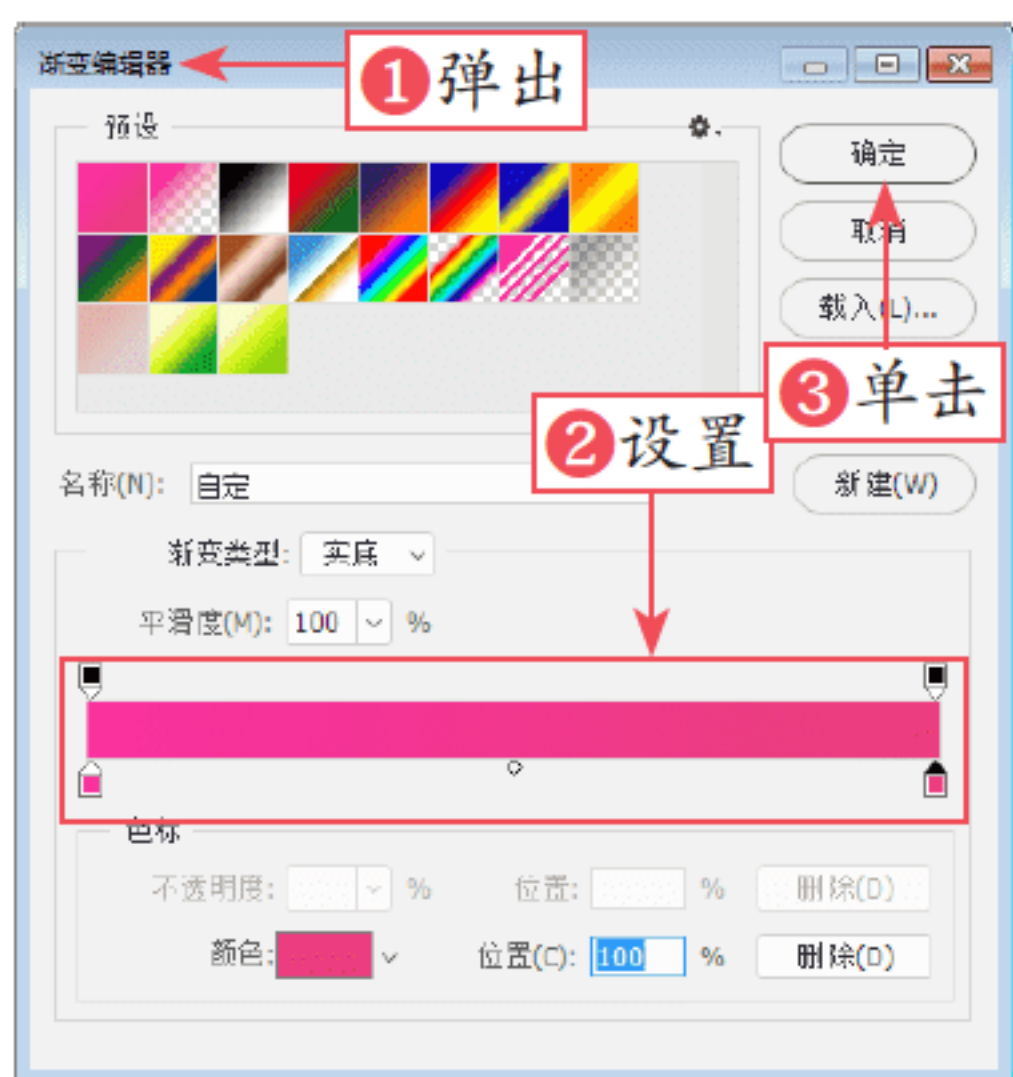 渐变编辑器
❶弹出
预设
确定
取消
载入(L)...
❸单击
❷设置
名称(N): 自定
新建(W)
渐变类型: 实底
平滑度(M): 100 %
色标
不透明度: % 位置: % 删除(D)
颜色: 位置(C): 100 % 删除(D)